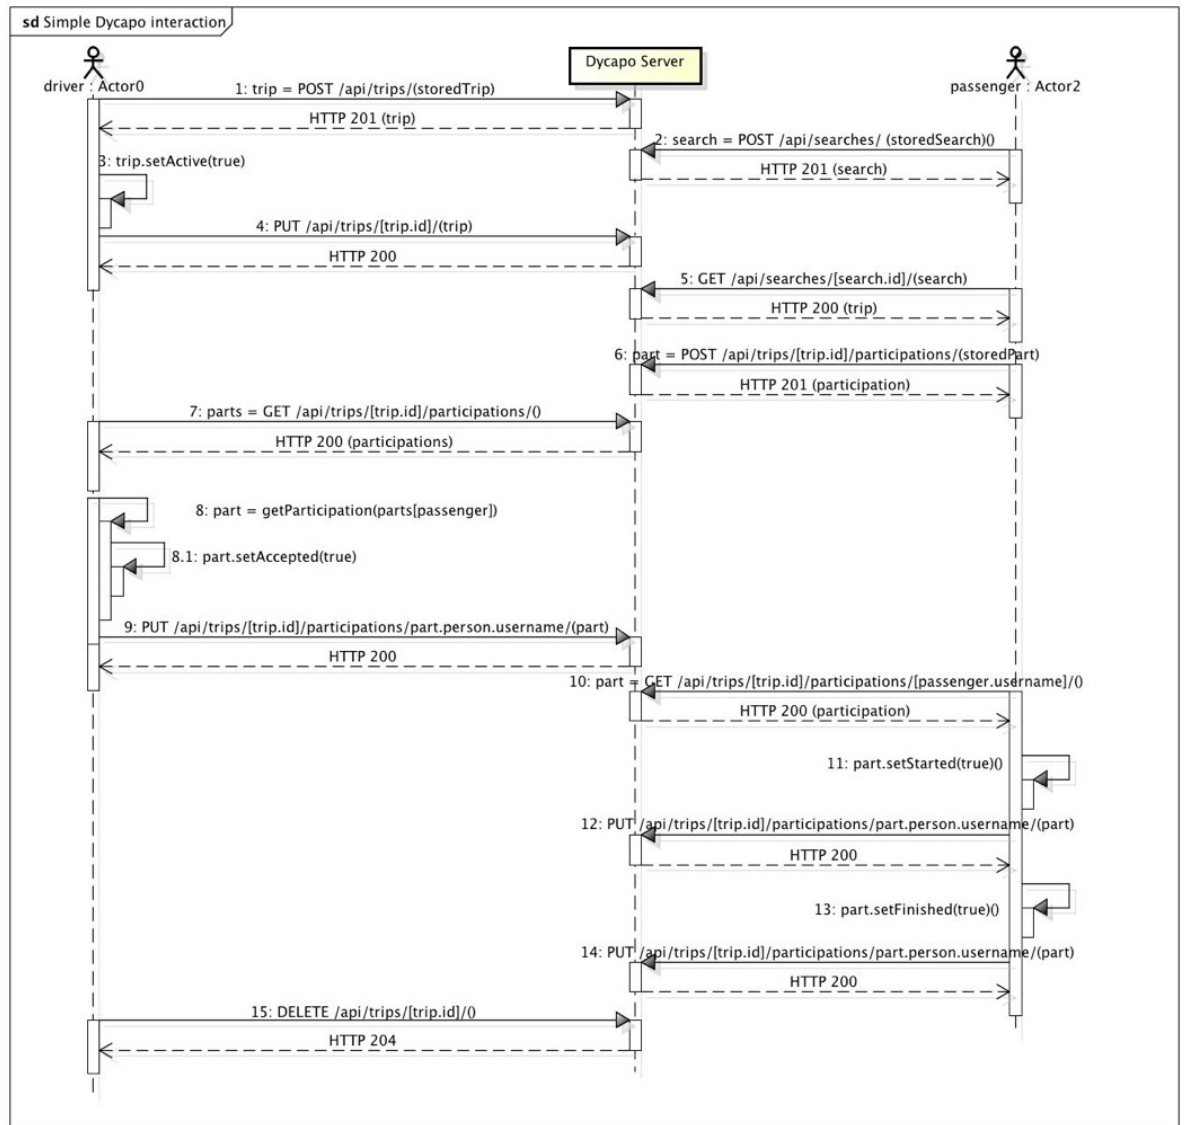 sd Simple Dycapo interaction
driver : Actor0
Dycapo Server
passenger : Actor2
1: trip = POST /api/trips/(storedTrip)
HTTP 201 (trip)
2: search = POST /api/searches/ (storedSearch)()
HTTP 201 (search)
3: trip.setActive(true)
4: PUT /api/trips/[trip.id]/(trip)
HTTP 200
5: GET /api/searches/[search.id]/(search)
HTTP 200 (trip)
6: part = POST /api/trips/[trip.id]/participations/(storedPart)
HTTP 201 (participation)
7: parts = GET /api/trips/[trip.id]/participations/()
HTTP 200 (participations)
8: part = getParticipation(parts[passenger])
8.1: part.setAccepted(true)
9: PUT /api/trips/[trip.id]/participations/part.person.username/(part)
HTTP 200
10: part = GET /api/trips/[trip.id]/participations/[passenger.username]/()
HTTP 200 (participation)
11: part.setStarted(true)()
12: PUT /api/trips/[trip.id]/participations/part.person.username/(part)
HTTP 200
13: part.setFinished(true)()
14: PUT /api/trips/[trip.id]/participations/part.person.username/(part)
HTTP 200
15: DELETE /api/trips/[trip.id]/()
HTTP 204